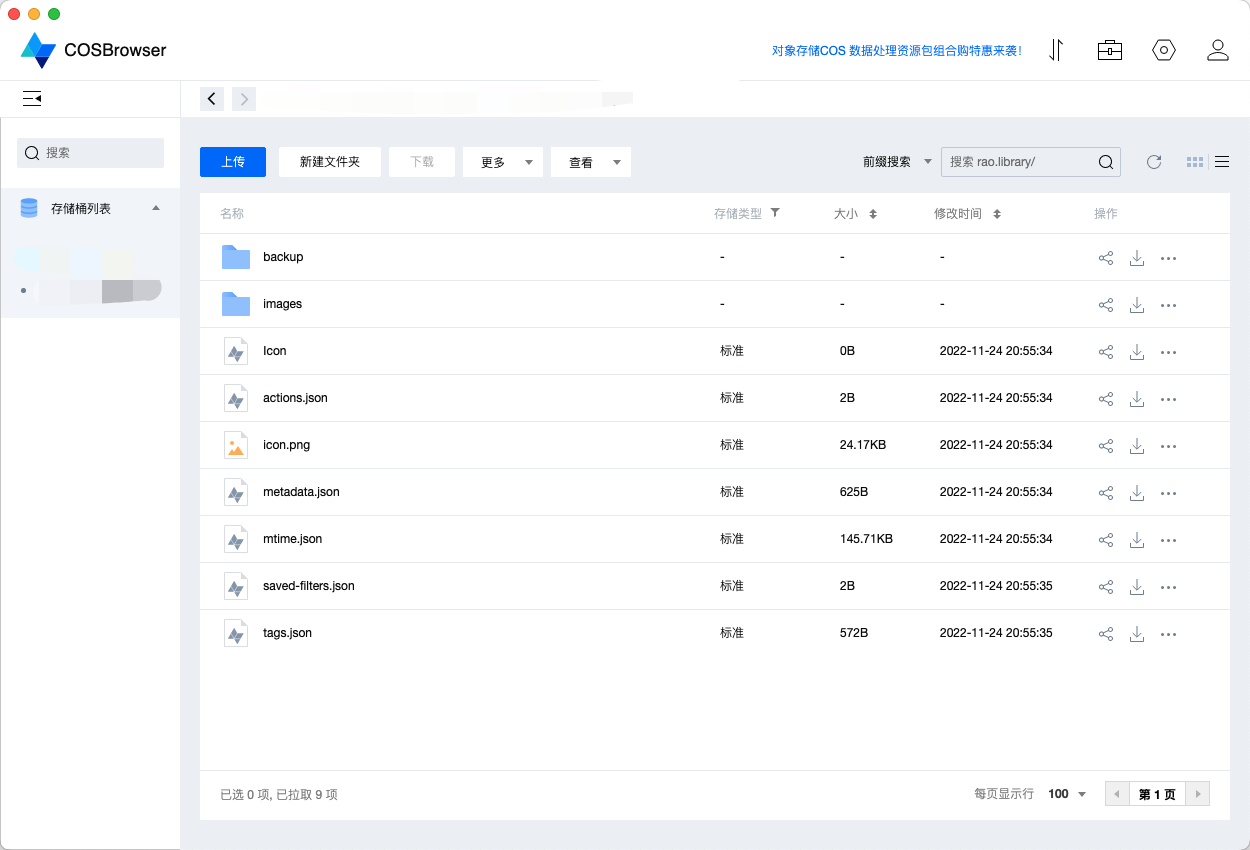 COSBrowser
对象存储COS 数据处理资源包组合购特惠来袭!
搜索
存储桶列表
上传 新建文件夹 下载 更多 查看 前缀搜索 搜索 rao.library/
名称 存储类型 大小 修改时间 操作
backup - - -
images - - -
Icon 标准 0B 2022-11-24 20:55:34
actions.json 标准 2B 2022-11-24 20:55:34
icon.png 标准 24.17KB 2022-11-24 20:55:34
metadata.json 标准 625B 2022-11-24 20:55:34
mtime.json 标准 145.71KB 2022-11-24 20:55:34
saved-filters.json 标准 2B 2022-11-24 20:55:35
tags.json 标准 572B 2022-11-24 20:55:35
已选 0 项, 已拉取 9 项 每页显示行 100 第 1 页